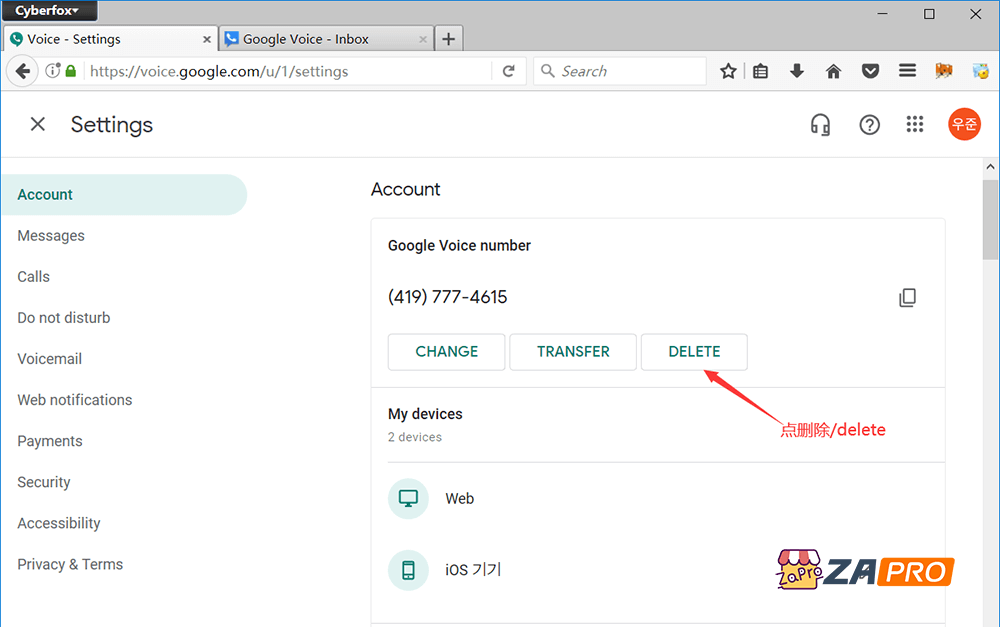 Cyberfox
Voice - Settings
Google Voice - Inbox
https://voice.google.com/u/1/settings
Search
Settings
우준
Account
Messages
Calls
Do not disturb
Voicemail
Web notifications
Payments
Security
Accessibility
Privacy & Terms
Account
Google Voice number
(419) 777-4615
CHANGE
TRANSFER
DELETE
点删除/delete
My devices
2 devices
Web
iOS 기기
ZaPro
ZA PRO